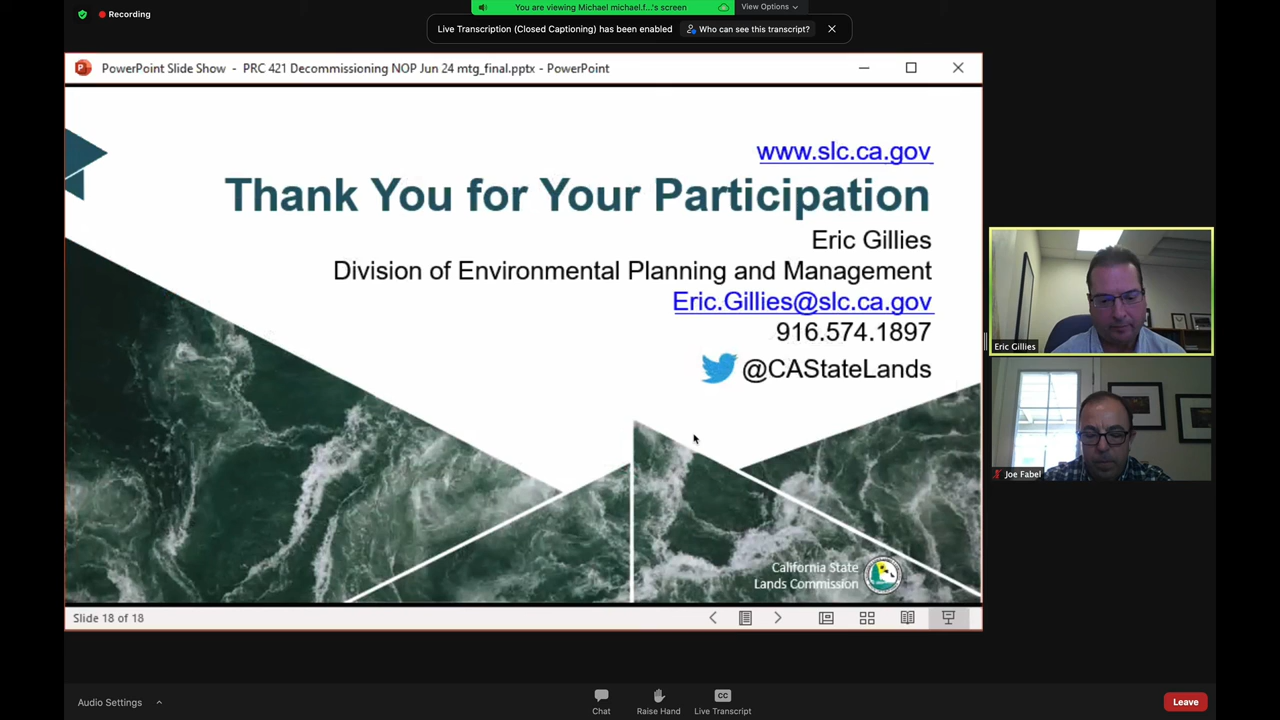 You are viewing Michael michael.f...'s screen
View Options
Recording
Live Transcription (Closed Captioning) has been enabled
Who can see this transcript?
PowerPoint Slide Show - PRC 421 Decommissioning NOP Jun 24 mtg_final.pptx - PowerPoint
www.slc.ca.gov
Thank You for Your Participation
Eric Gillies
Division of Environmental Planning and Management
Eric.Gillies@slc.ca.gov
916.574.1897
@CAStateLands
California State
Lands Commission
Slide 18 of 18
Eric Gillies
Joe Fabel
Audio Settings
Chat
Raise Hand
CC
Live Transcript
Leave